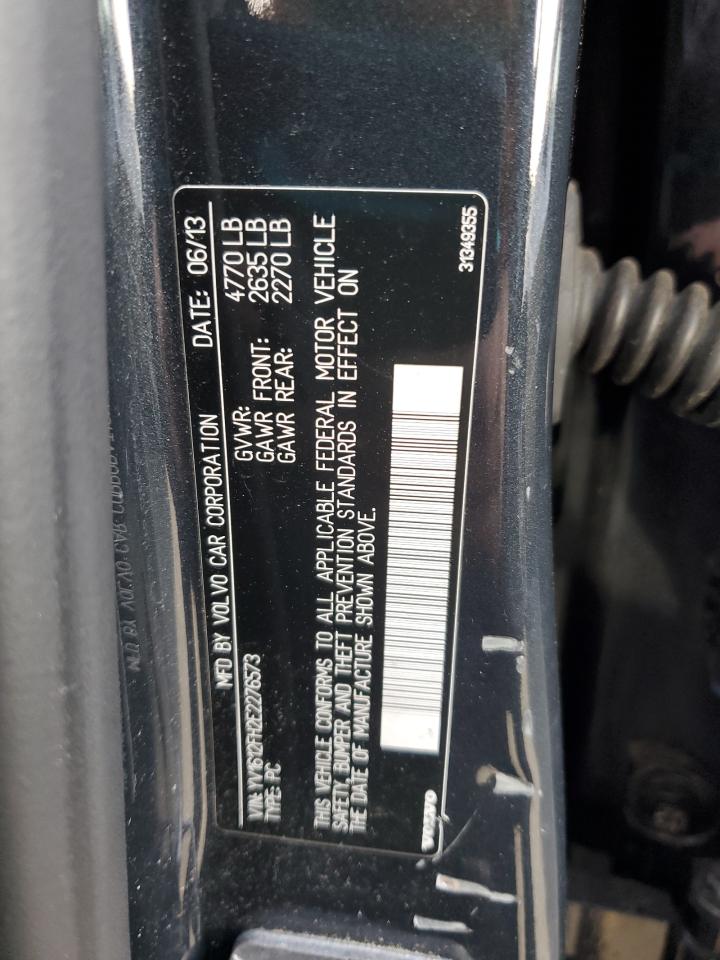 MFD BY VOLVO CAR CORPORATION DATE: 06/13
VIN: YV1612FH2E2276573 GVWR: 4770 LB
TYPE: PC GAWR FRONT: 2635 LB
GAWR REAR: 2270 LB
THIS VEHICLE CONFORMS TO ALL APPLICABLE FEDERAL MOTOR VEHICLE
SAFETY, BUMPER AND THEFT PREVENTION STANDARDS IN EFFECT ON
THE DATE OF MANUFACTURE SHOWN ABOVE.
VOLVO 31349355